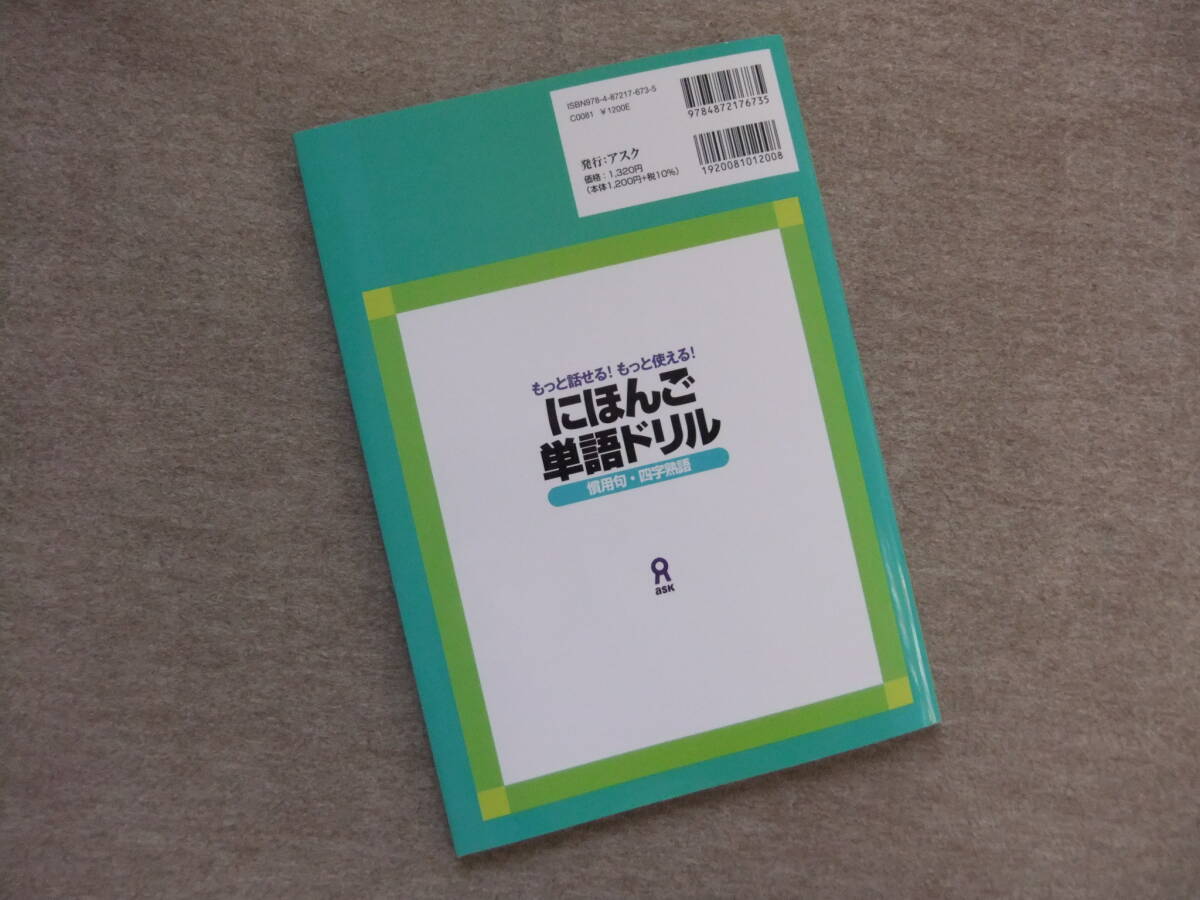 ISBN978-4-87217-673-5
C0081 ¥1200E
発行：アスク
価格：1,320円
（本体1,200円+税10%）
9784872176735
1920081012008
もっと話せる！もっと使える！
にほんご
単語ドリル
慣用句・四字熟語
ask